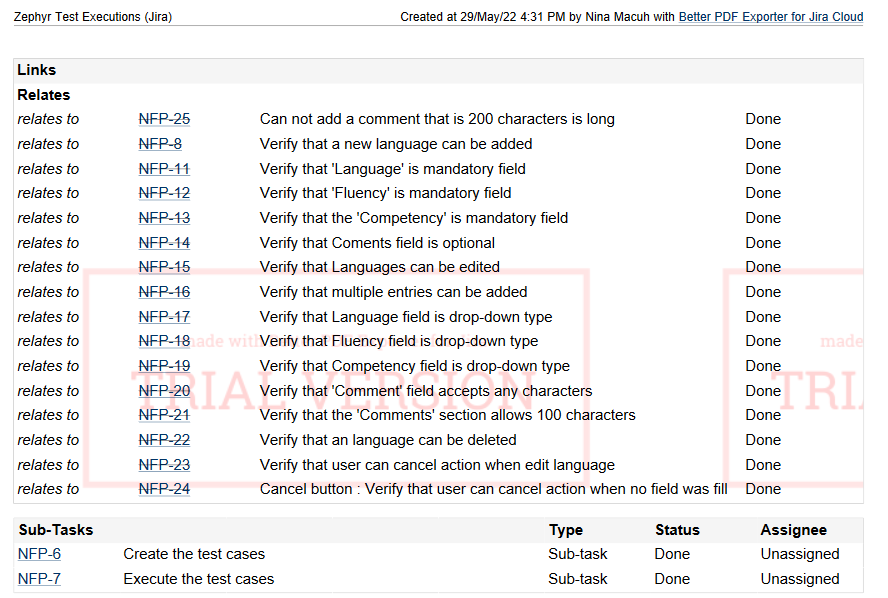 Zephyr Test Executions (Jira) Created at 29/May/22 4:31 PM by Nina Macuh with Better PDF Exporter for Jira Cloud
Links
Relates
relates to NFP-25 Can not add a comment that is 200 characters is long Done
relates to NFP-8 Verify that a new language can be added Done
relates to NFP-11 Verify that 'Language' is mandatory field Done
relates to NFP-12 Verify that 'Fluency' is mandatory field Done
relates to NFP-13 Verify that the 'Competency' is mandatory field Done
relates to NFP-14 Verify that Coments field is optional Done
relates to NFP-15 Verify that Languages can be edited Done
relates to NFP-16 Verify that multiple entries can be added Done
relates to NFP-17 Verify that Language field is drop-down type Done
relates to NFP-18 Verify that Fluency field is drop-down type Done
made with
made
relates to NFP-19 Verify that Competency field is drop-down type Done
relates to NFP-20 Verify that 'Comment' field accepts any characters Done
TRIAL VERSION
TRI
relates to NFP-21 Verify that the 'Comments' section allows 100 characters Done
relates to NFP-22 Verify that an language can be deleted Done
relates to NFP-23 Verify that user can cancel action when edit language Done
relates to NFP-24 Cancel button : Verify that user can cancel action when no field was fill Done
Sub-Tasks Type Status Assignee
NFP-6 Create the test cases Sub-task Done Unassigned
NFP-7 Execute the test cases Sub-task Done Unassigned